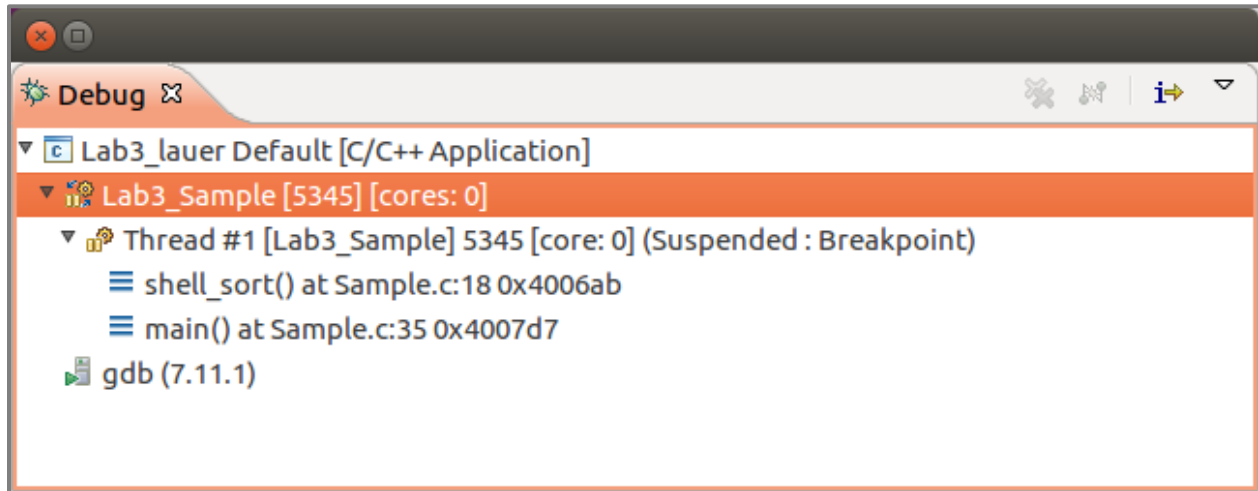 Debug
Lab3_lauer Default [C/C++ Application]
Lab3_Sample [5345] [cores: 0]
Thread #1 [Lab3_Sample] 5345 [core: 0] (Suspended : Breakpoint)
shell_sort() at Sample.c:18 0x4006ab
main() at Sample.c:35 0x4007d7
gdb (7.11.1)